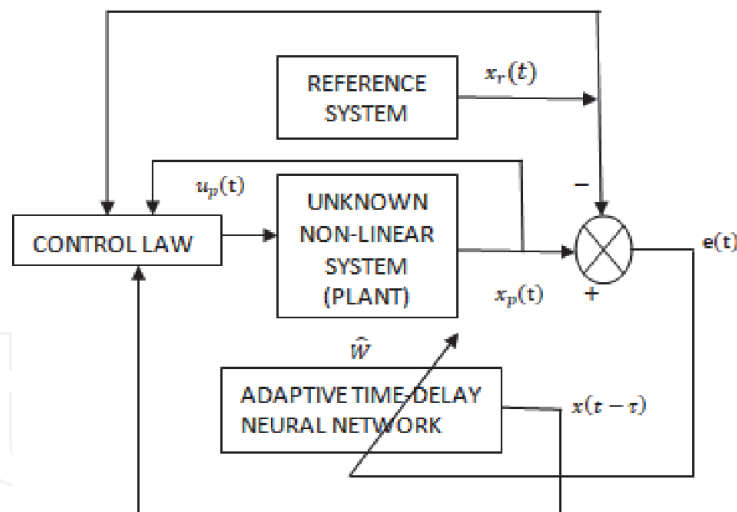 REFERENCE
SYSTEM
x_r(t)
u_p(t)
UNKNOWN
NON-LINEAR
SYSTEM
(PLANT)
CONTROL LAW
−
+
e(t)
x_p(t)
Ŵ
ADAPTIVE TIME-DELAY
NEURAL NETWORK
x(t − τ)